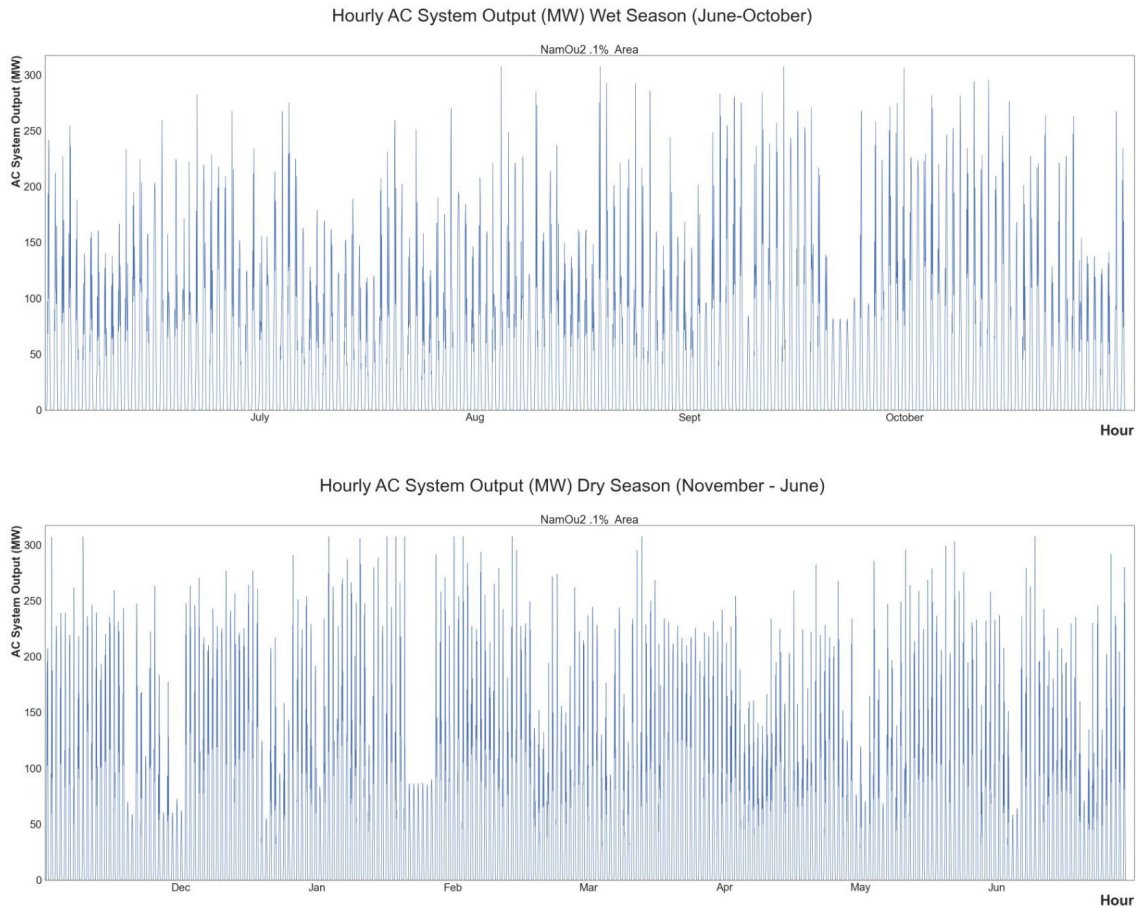 Hourly AC System Output (MW) Wet Season (June-October)
NamOu2 .1% Area
AC System Output (MW)
300
250
200
150
100
50
0
July
Aug
Sept
October
Hour
Hourly AC System Output (MW) Dry Season (November - June)
NamOu2 .1% Area
AC System Output (MW)
300
250
200
150
100
50
0
Dec
Jan
Feb
Mar
Apr
May
Jun
Hour